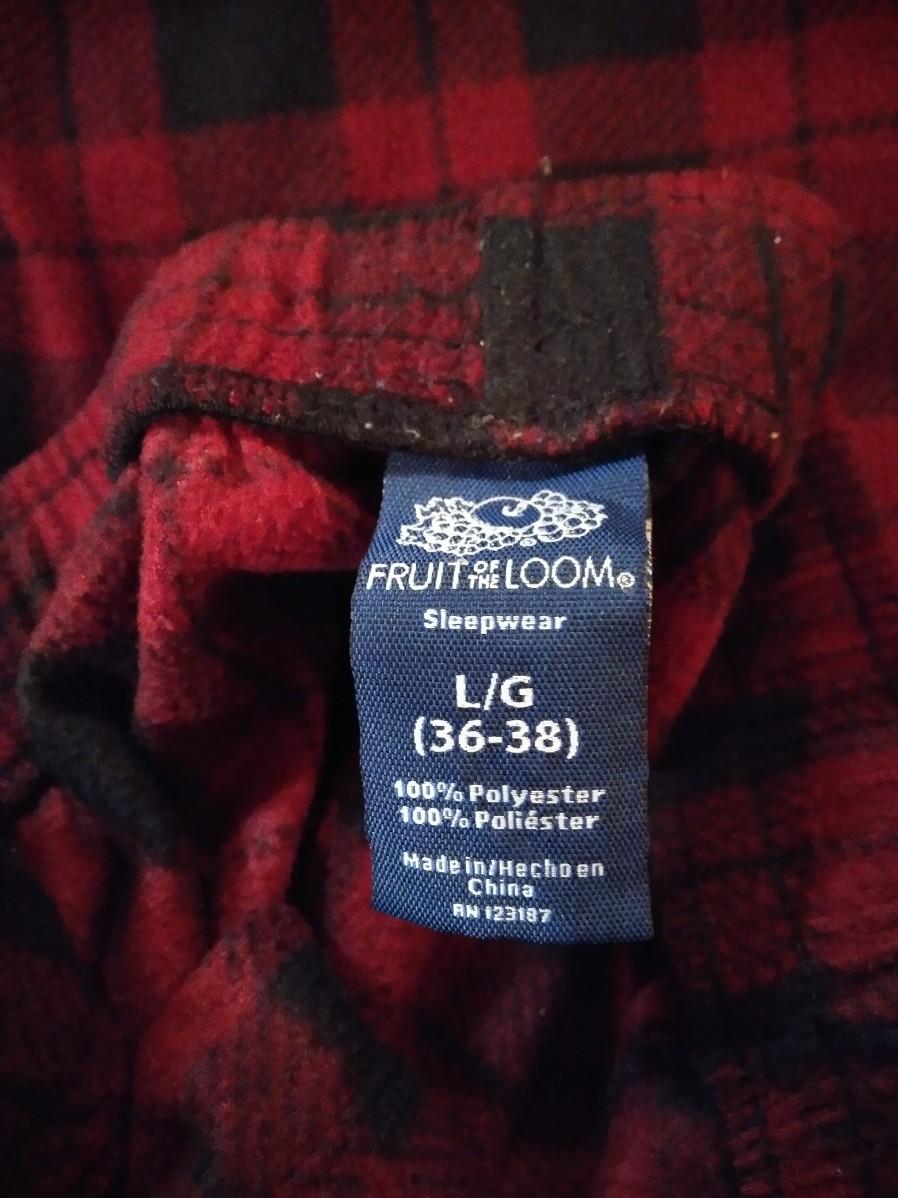 FRUIT OF THE LOOM®
Sleepwear
L/G
(36-38)
100% Polyester
100% Poliéster
Made in/Hecho en
China
RN 123187